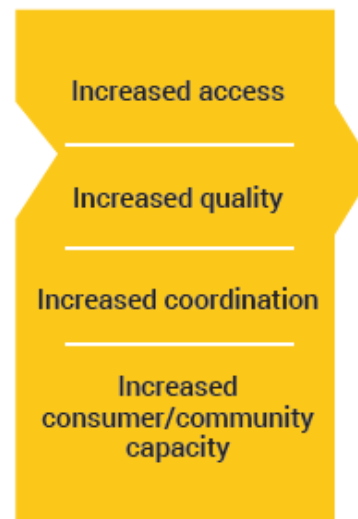 Increased access
Increased quality
Increased coordination
Increased
consumer/community
capacity